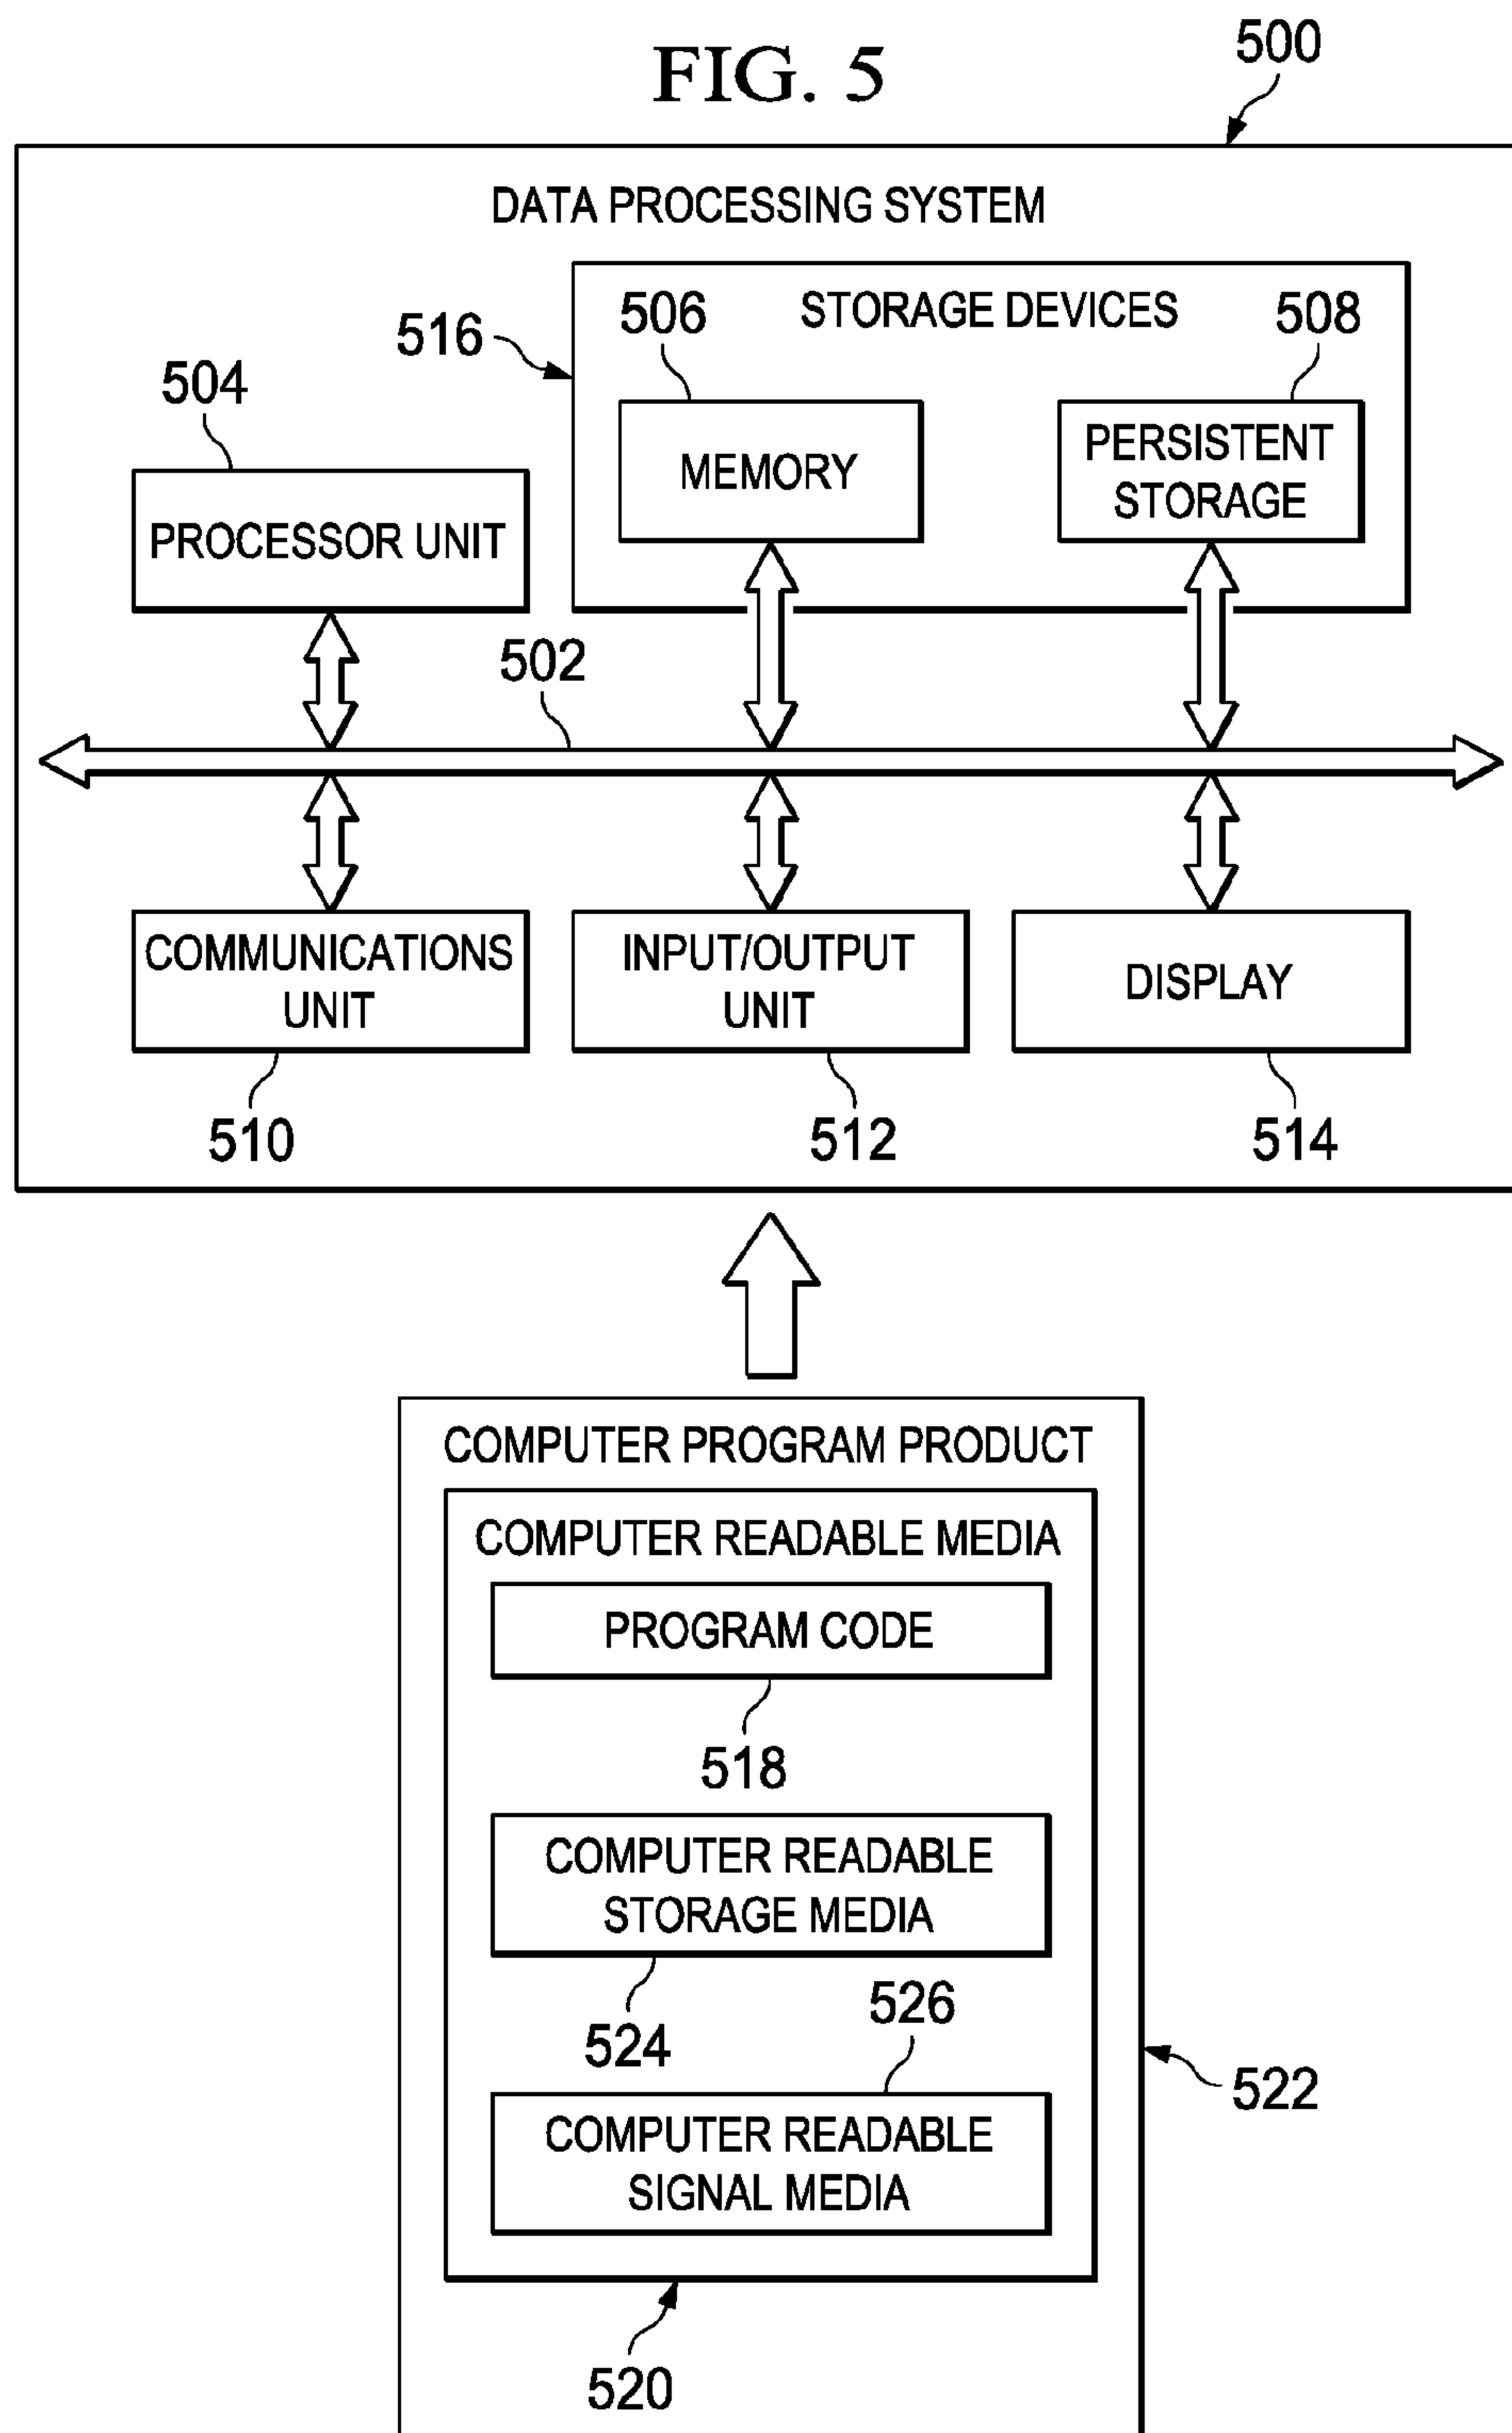 FIG. 5
500
DATA PROCESSING SYSTEM
516
506
STORAGE DEVICES
508
504
MEMORY
PERSISTENT
STORAGE
PROCESSOR UNIT
502
COMMUNICATIONS
UNIT
INPUT/OUTPUT
UNIT
DISPLAY
510
512
514
COMPUTER PROGRAM PRODUCT
COMPUTER READABLE MEDIA
PROGRAM CODE
518
COMPUTER READABLE
STORAGE MEDIA
524
526
522
COMPUTER READABLE
SIGNAL MEDIA
520